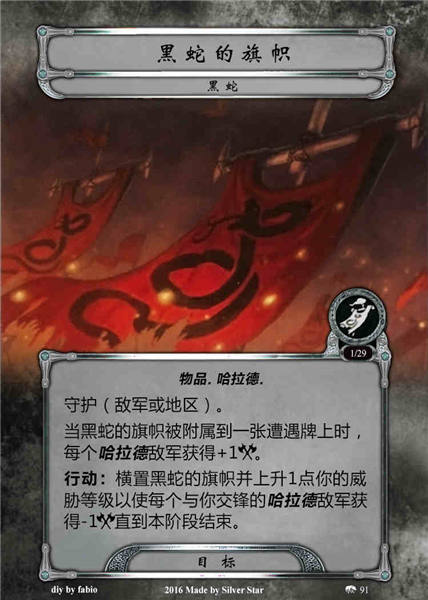 黑蛇的旗帜
黑蛇
1/29
物品. 哈拉德.
守护（敌军或地区）。
当黑蛇的旗帜被附属到一张遭遇牌上时，
每个哈拉德敌军获得+1。
行动：横置黑蛇的旗帜并上升1点你的威
胁等级以使每个与你交锋的哈拉德敌军获
得-1直到本阶段结束。
目标
diy by fabio
2016 Made by Silver Star
91